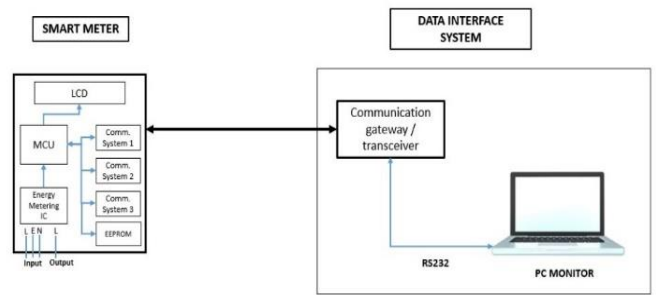 SMART METER
DATA INTERFACE
SYSTEM
LCD
MCU
Comm.
System 1
Comm.
System 2
Comm.
System 3
EEPROM
Energy
Metering
IC
L E N L
Input Output
Communication
gateway /
transceiver
RS232
PC MONITOR